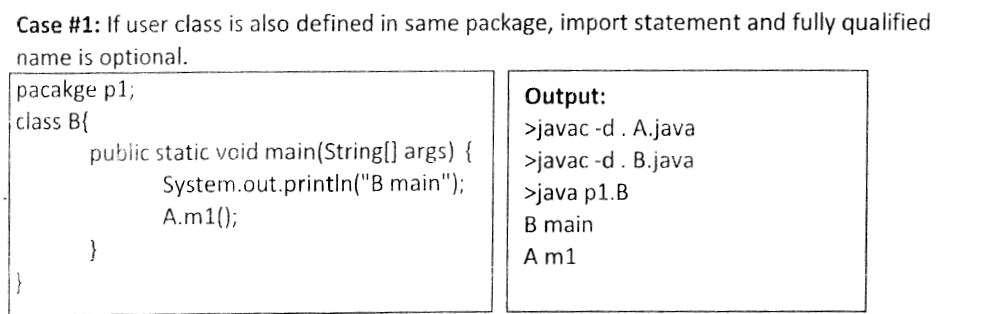 Case #1: If user class is also defined in same package, import statement and fully qualified
name is optional.
pacakge p1;
class B{
public static void main(String[] args) {
System.out.println("B main");
A.m1();
}
}
Output:
>javac -d . A.java
>javac -d . B.java
>java p1.B
B main
A m1